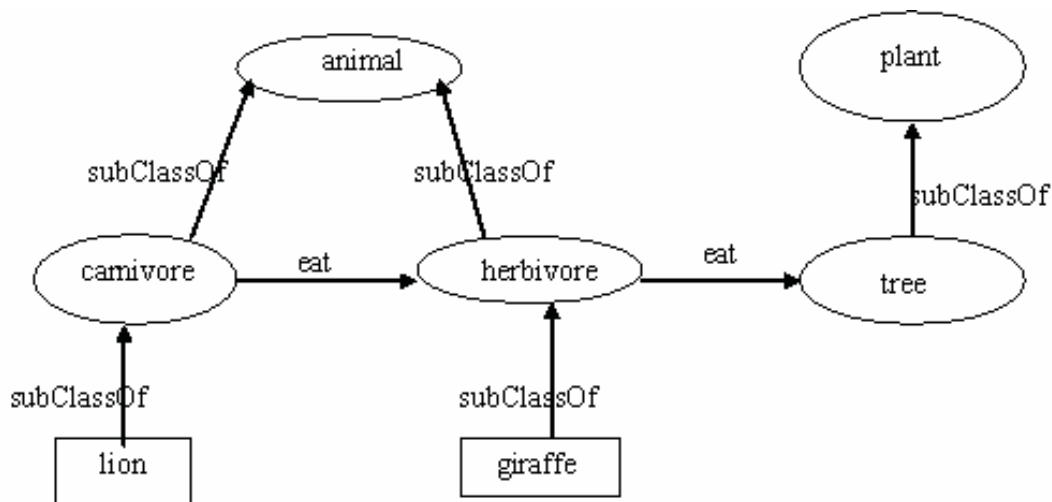 animal
plant
subClassOf
subClassOf
subClassOf
carnivore
eat
herbivore
eat
tree
subClassOf
subClassOf
lion
giraffe